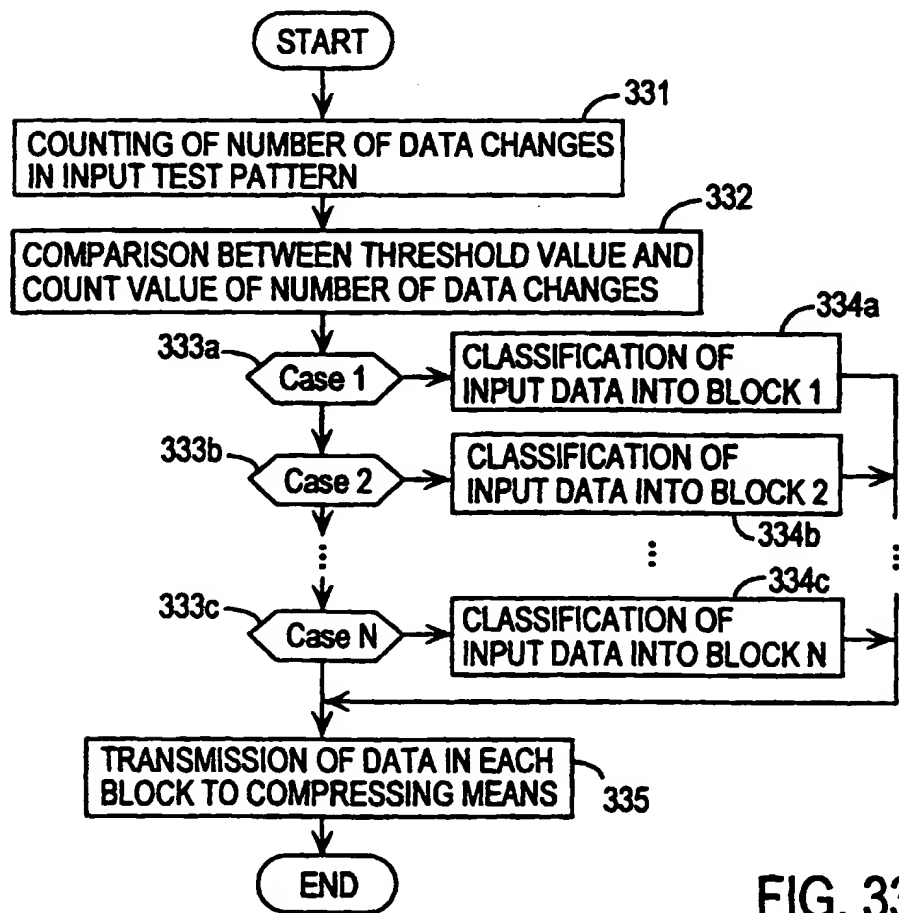 START
331
COUNTING OF NUMBER OF DATA CHANGES
IN INPUT TEST PATTERN
332
COMPARISON BETWEEN THRESHOLD VALUE AND
COUNT VALUE OF NUMBER OF DATA CHANGES
333a
Case 1
334a
CLASSIFICATION OF
INPUT DATA INTO BLOCK 1
333b
Case 2
CLASSIFICATION OF
INPUT DATA INTO BLOCK 2
334b
333c
Case N
334c
CLASSIFICATION OF
INPUT DATA INTO BLOCK N
TRANSMISSION OF DATA IN EACH
BLOCK TO COMPRESSING MEANS
335
END
FIG. 33